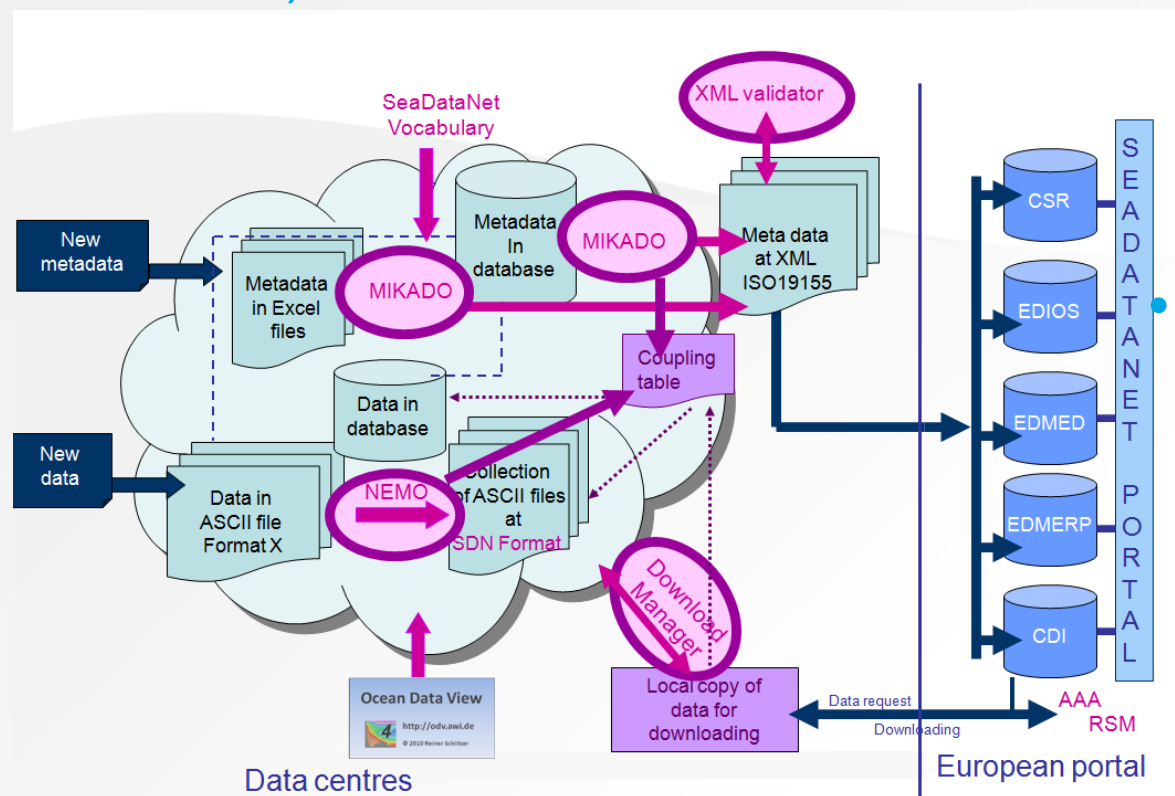 SeaDataNet
Vocabulary
XML validator
New
metadata
Metadata
in Excel
files
MIKADO
Metadata
In
database
MIKADO
Meta data
at XML
ISO19155
Coupling
table
Data in
database
New
data
Data in
ASCII file
Format X
NEMO
Collection
of ASCII files
at
SDN Format
Download
Manager
Ocean Data View
4
http://odv.awi.de
© 2010 Reiner Schlitzer
Local copy of
data for
downloading
Data request
Downloading
AAA
RSM
CSR
EDIOS
EDMED
EDMERP
CDI
SEADATANET PORTAL
Data centres
European portal